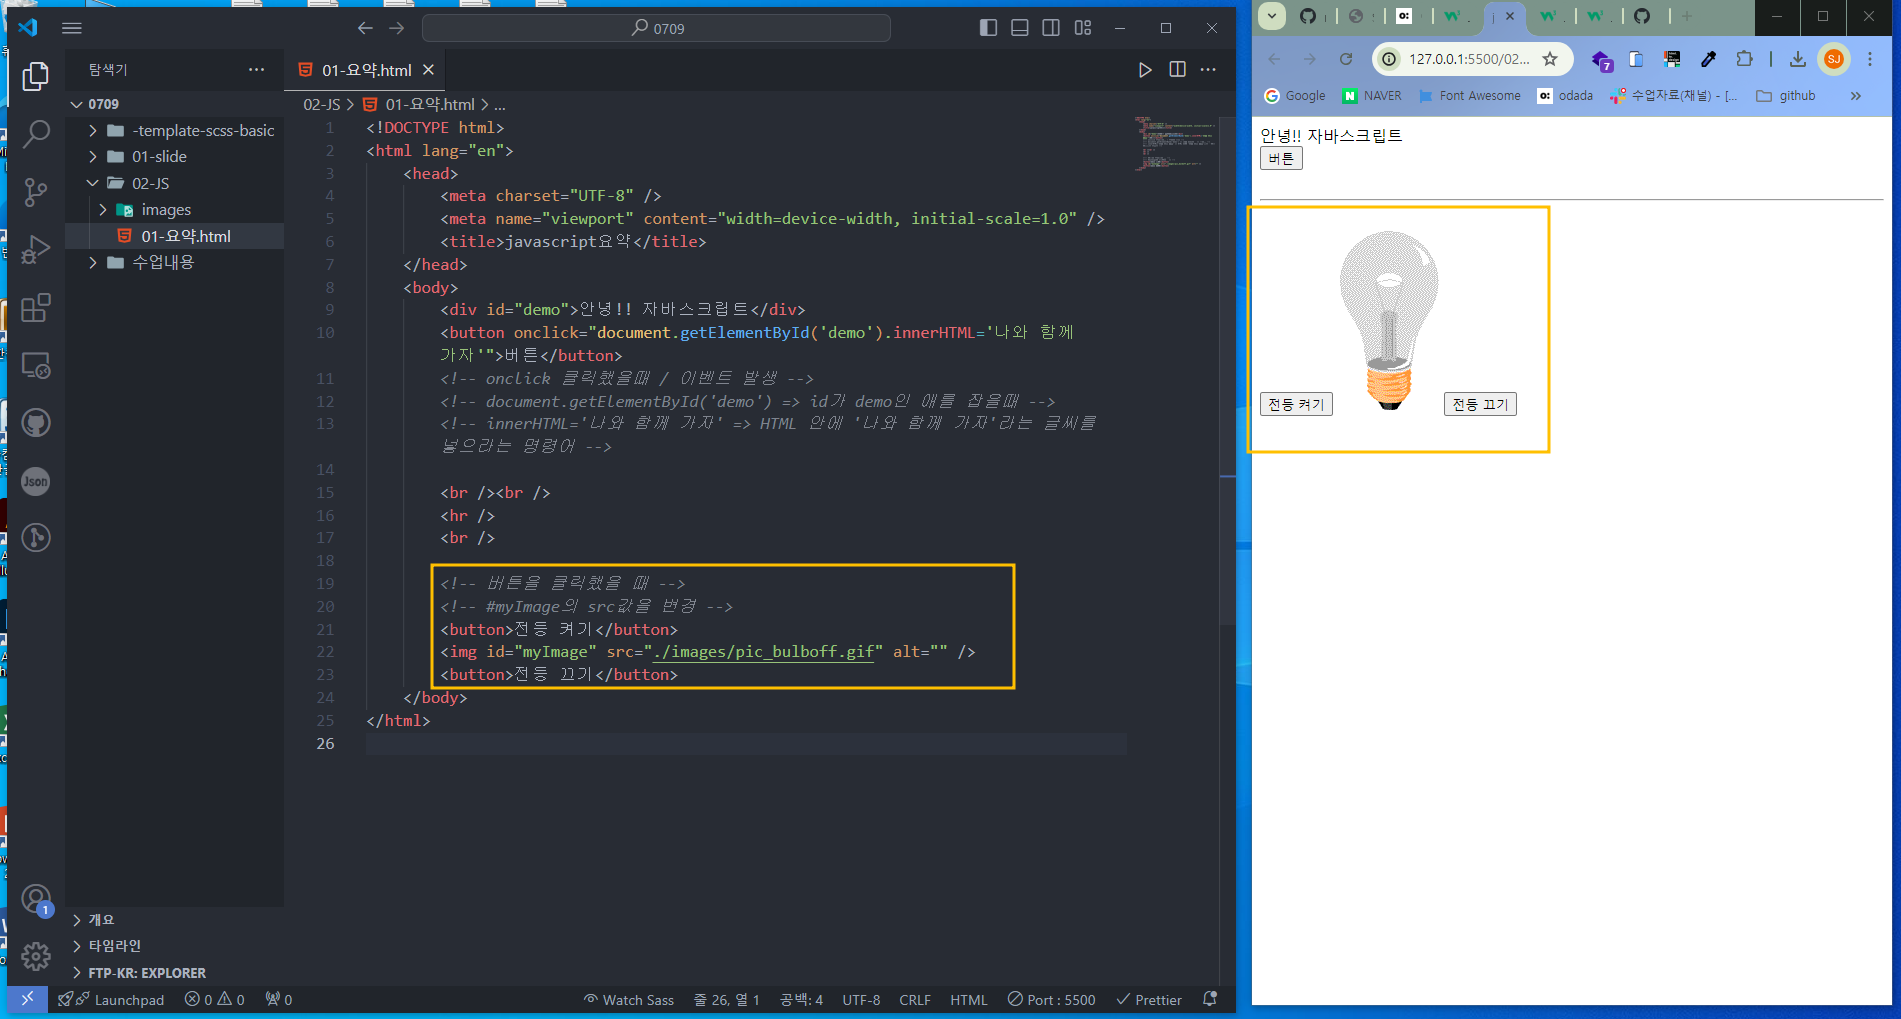 0709
탐색기
01-요약.html
0709
-template-scss-basic
01-slide
02-JS
images
01-요약.html
수업내용
개요
타임라인
FTP-KR: EXPLORER
Json
1
02-JS > 01-요약.html > ...
1 <!DOCTYPE html>
2 <html lang="en">
3 <head>
4 <meta charset="UTF-8" />
5 <meta name="viewport" content="width=device-width, initial-scale=1.0" />
6 <title>javascript요약</title>
7 </head>
8 <body>
9 <div id="demo">안녕!! 자바스크립트</div>
10 <button onclick="document.getElementById('demo').innerHTML='나와 함께
가자'">버튼</button>
11 <!-- onclick 클릭했을때 / 이벤트 발생 -->
12 <!-- document.getElementById('demo') => id가 demo인 애를 잡을때 -->
13 <!-- innerHTML='나와 함께 가자' => HTML 안에 '나와 함께 가자'라는 글씨를
넣으라는 명령어 -->
14
15 <br /><br />
16 <hr />
17 <br />
18
19 <!-- 버튼을 클릭했을 때 -->
20 <!-- #myImage의 src값을 변경 -->
21 <button>전등 켜기</button>
22 <img id="myImage" src="./images/pic_bulboff.gif" alt="" />
23 <button>전등 끄기</button>
24 </body>
25 </html>
26
Launchpad 0 0 0 Watch Sass 줄 26, 열 1 공백: 4 UTF-8 CRLF HTML Port : 5500 Prettier
127.0.0.1:5500/02... 7 SJ
Google NAVER Font Awesome odada 수업자료(채널) - [... github
안녕!! 자바스크립트
버튼
전등 켜기 전등 끄기